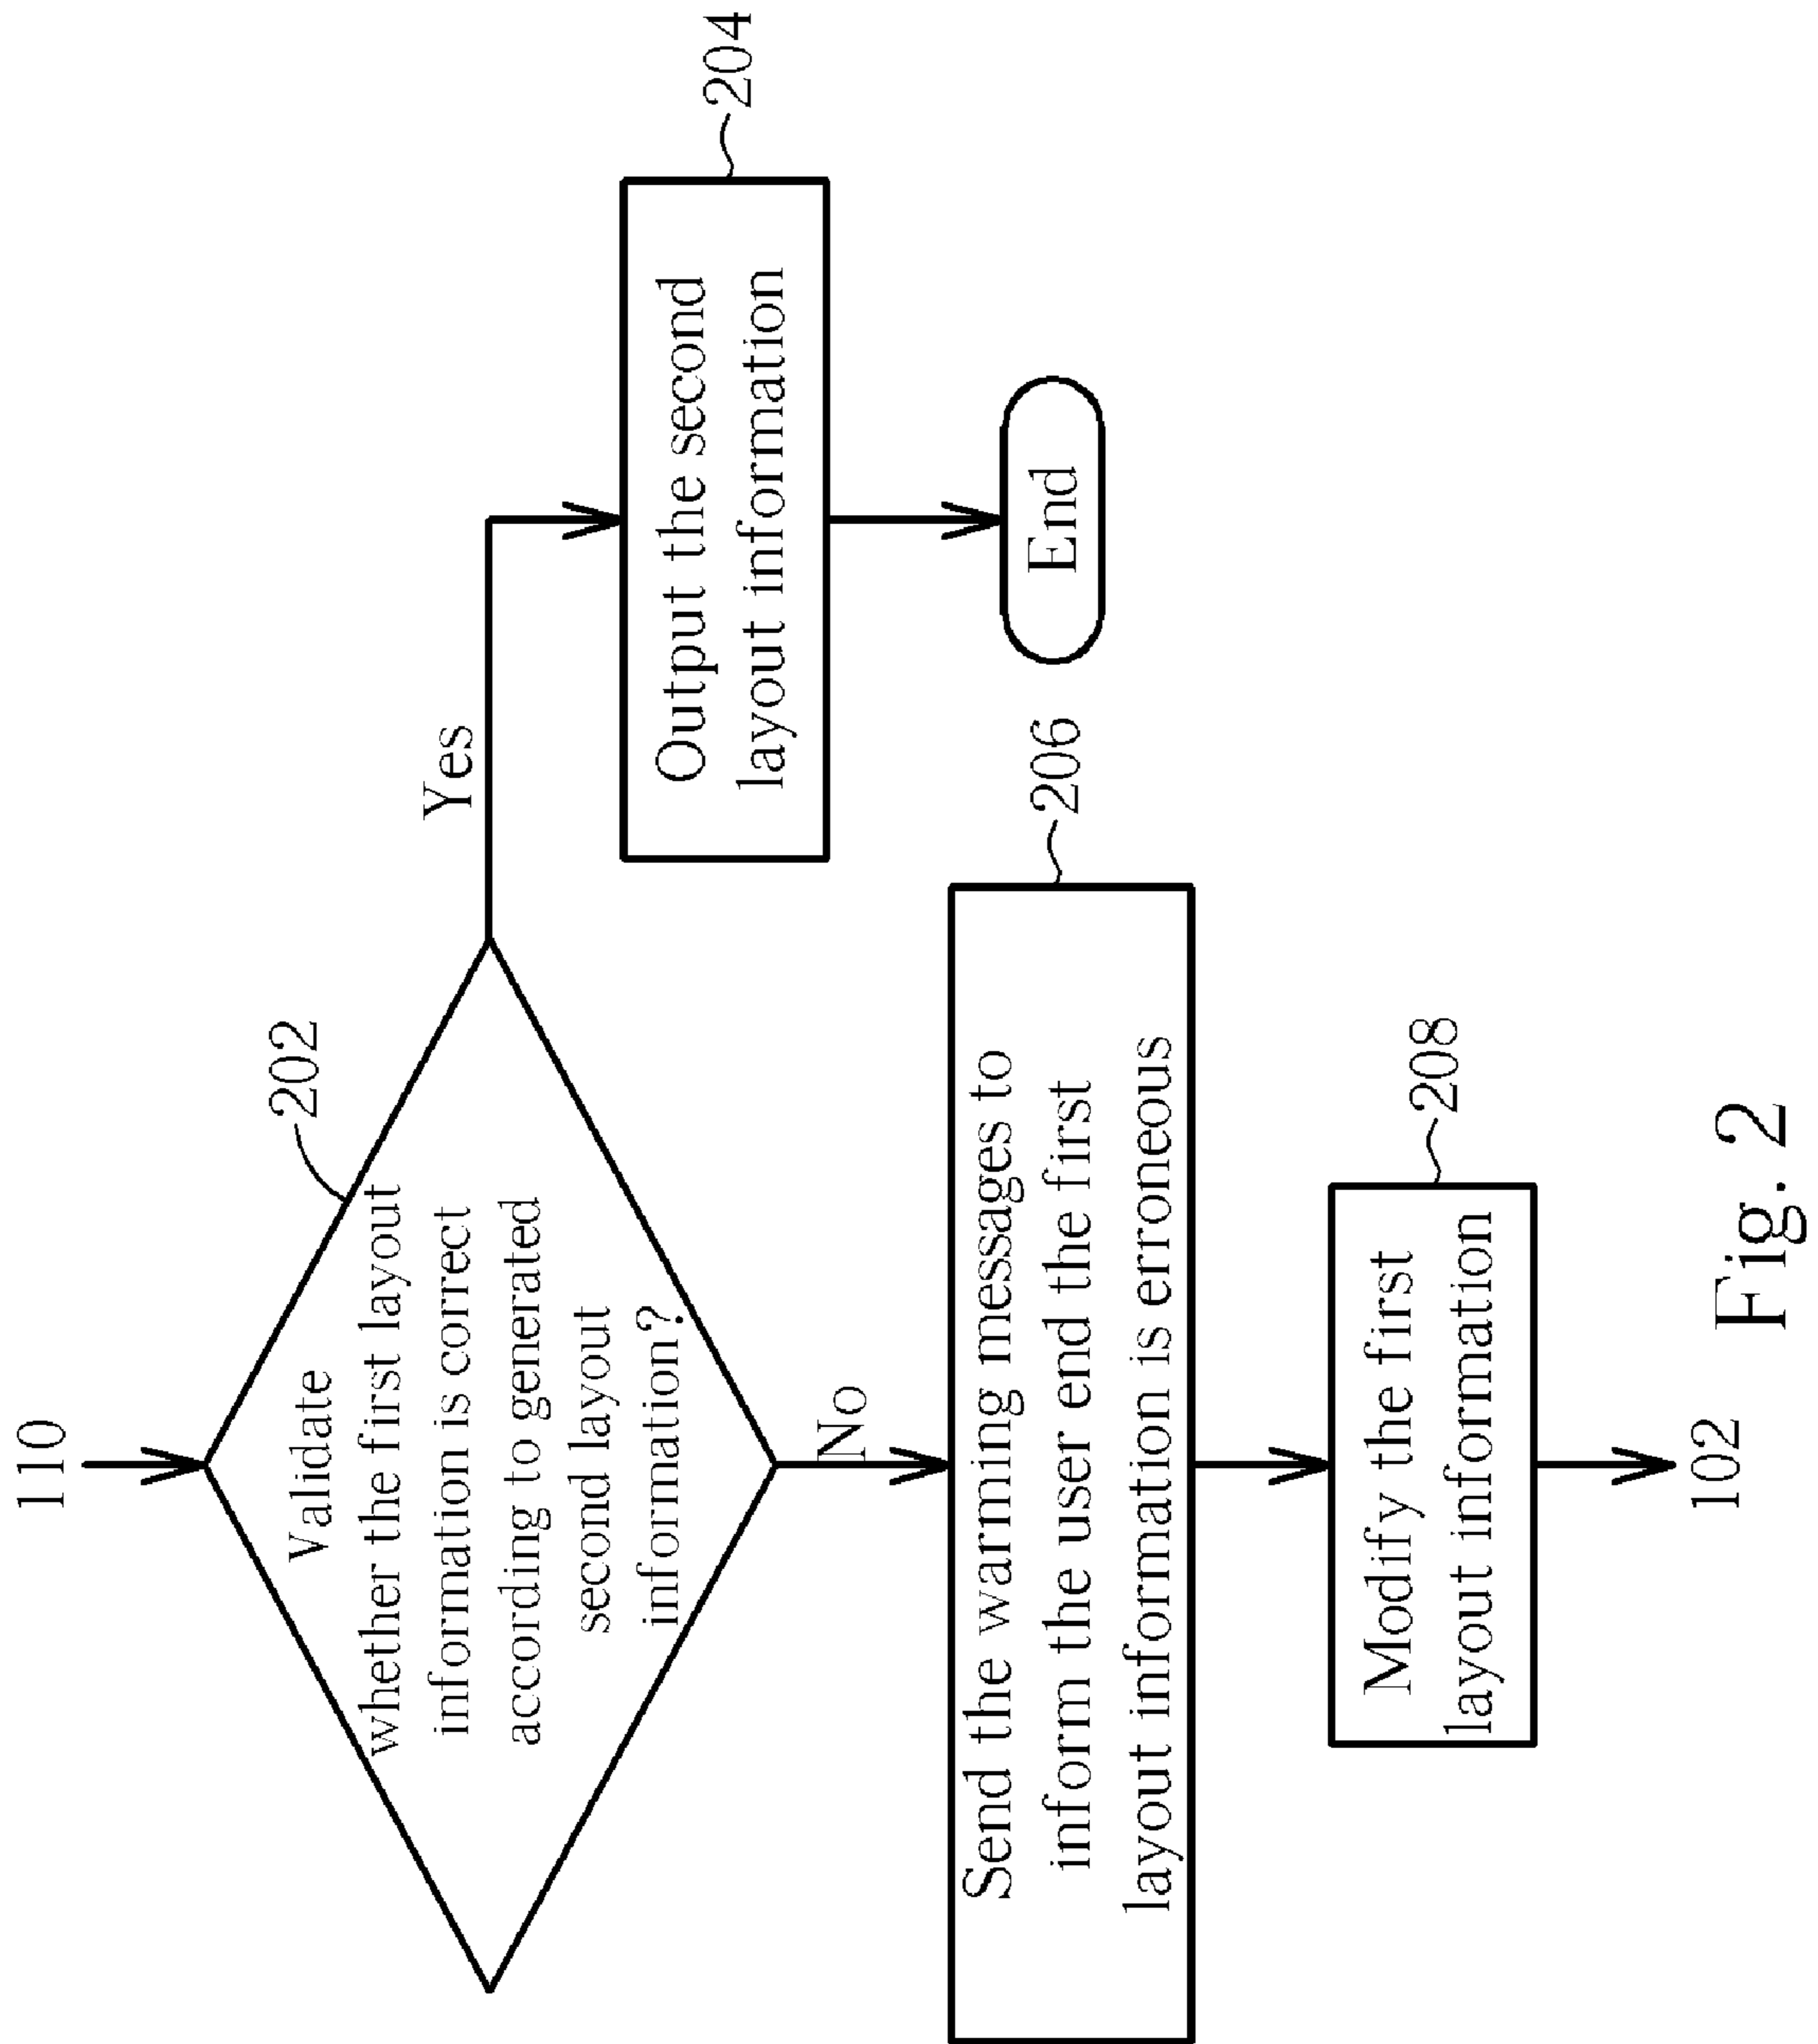 110
202
Validate
whether the first layout
information is correct
according to generated
second layout
information?
Yes
204
Output the second
layout information
End
No
206
Send the warming messages to
inform the user end the first
layout information is erroneous
208
Modify the first
layout information
102
Fig. 2